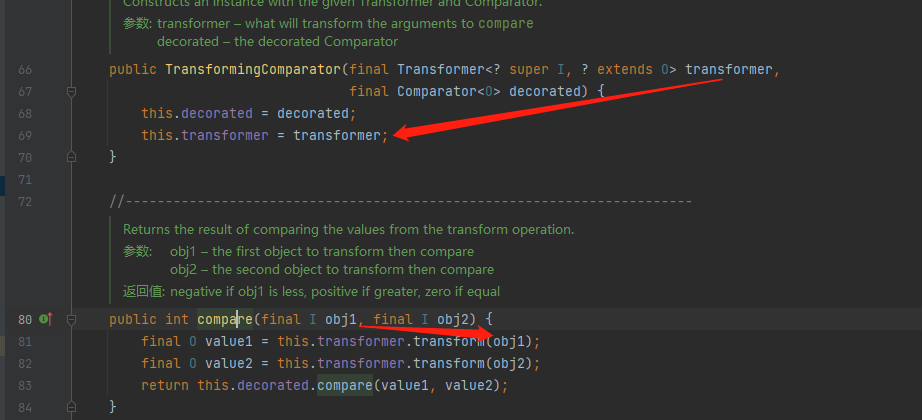 Constructs an instance with the given Transformer and Comparator.
参数: transformer – what will transform the arguments to compare
decorated – the decorated Comparator
66 public TransformingComparator(final Transformer<? super I, ? extends O> transformer,
67 final Comparator<O> decorated) {
68 this.decorated = decorated;
69 this.transformer = transformer;
70 }
71
72 //-----------------------------------------------------------------------
Returns the result of comparing the values from the transform operation.
参数: obj1 – the first object to transform then compare
obj2 – the second object to transform then compare
返回值: negative if obj1 is less, positive if greater, zero if equal
80 public int compare(final I obj1, final I obj2) {
81 final O value1 = this.transformer.transform(obj1);
82 final O value2 = this.transformer.transform(obj2);
83 return this.decorated.compare(value1, value2);
84 }